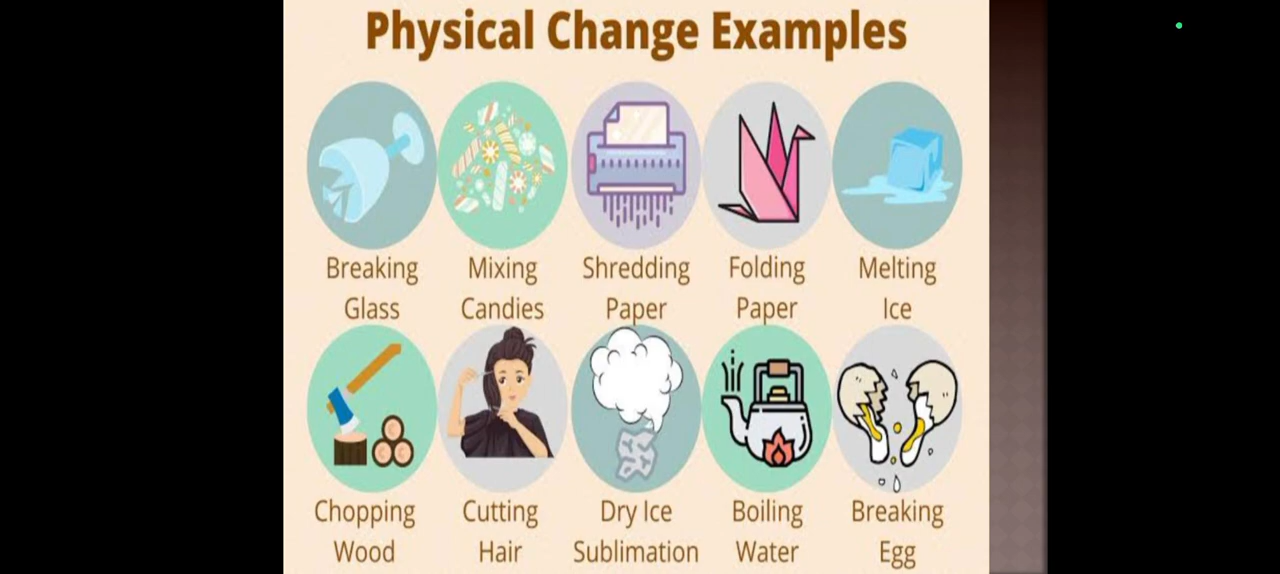 Physical Change Examples
Breaking Glass
Mixing Candies
Shredding Paper
Folding Paper
Melting Ice
Chopping Wood
Cutting Hair
Dry Ice Sublimation
Boiling Water
Breaking Egg